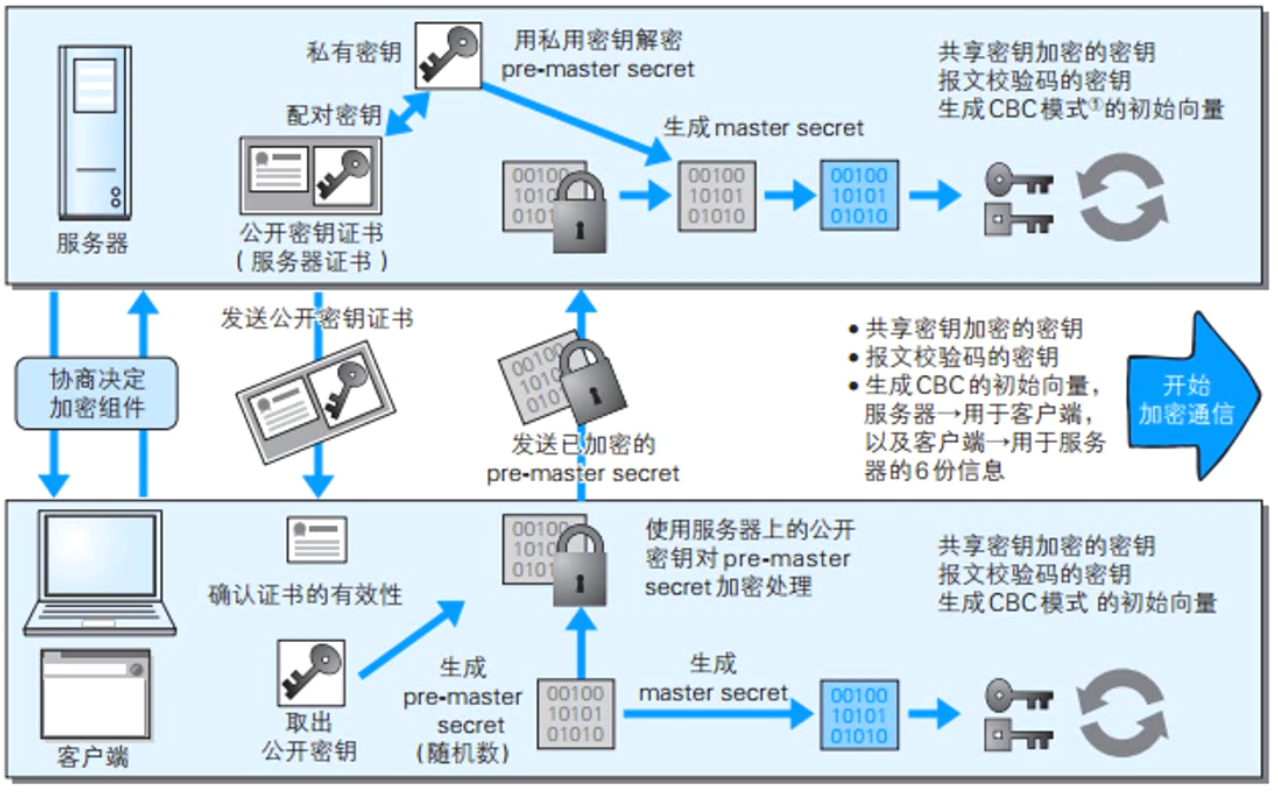 私有密钥
用私用密钥解密
pre-master secret
共享密钥加密的密钥
报文校验码的密钥
生成CBC模式①的初始向量
配对密钥
生成master secret
00100
10101
01010
00100
10101
01010
00100
1010
0101
服务器
公开密钥证书
(服务器证书)
发送公开密钥证书
协商决定
加密组件
00100
1010
0101
发送已加密的
pre-master secret
• 共享密钥加密的密钥
• 报文校验码的密钥
• 生成CBC的初始向量,
服务器→用于客户端,
以及客户端→用于服务
器的6份信息
开始
加密通信
00100
1010
0101
使用服务器上的公开
密钥对pre-master
secret加密处理
共享密钥加密的密钥
报文校验码的密钥
生成CBC模式 的初始向量
确认证书的有效性
取出
公开密钥
生成
pre-master
secret
(随机数)
00100
10101
01010
生成
master secret
00100
10101
01010
客户端